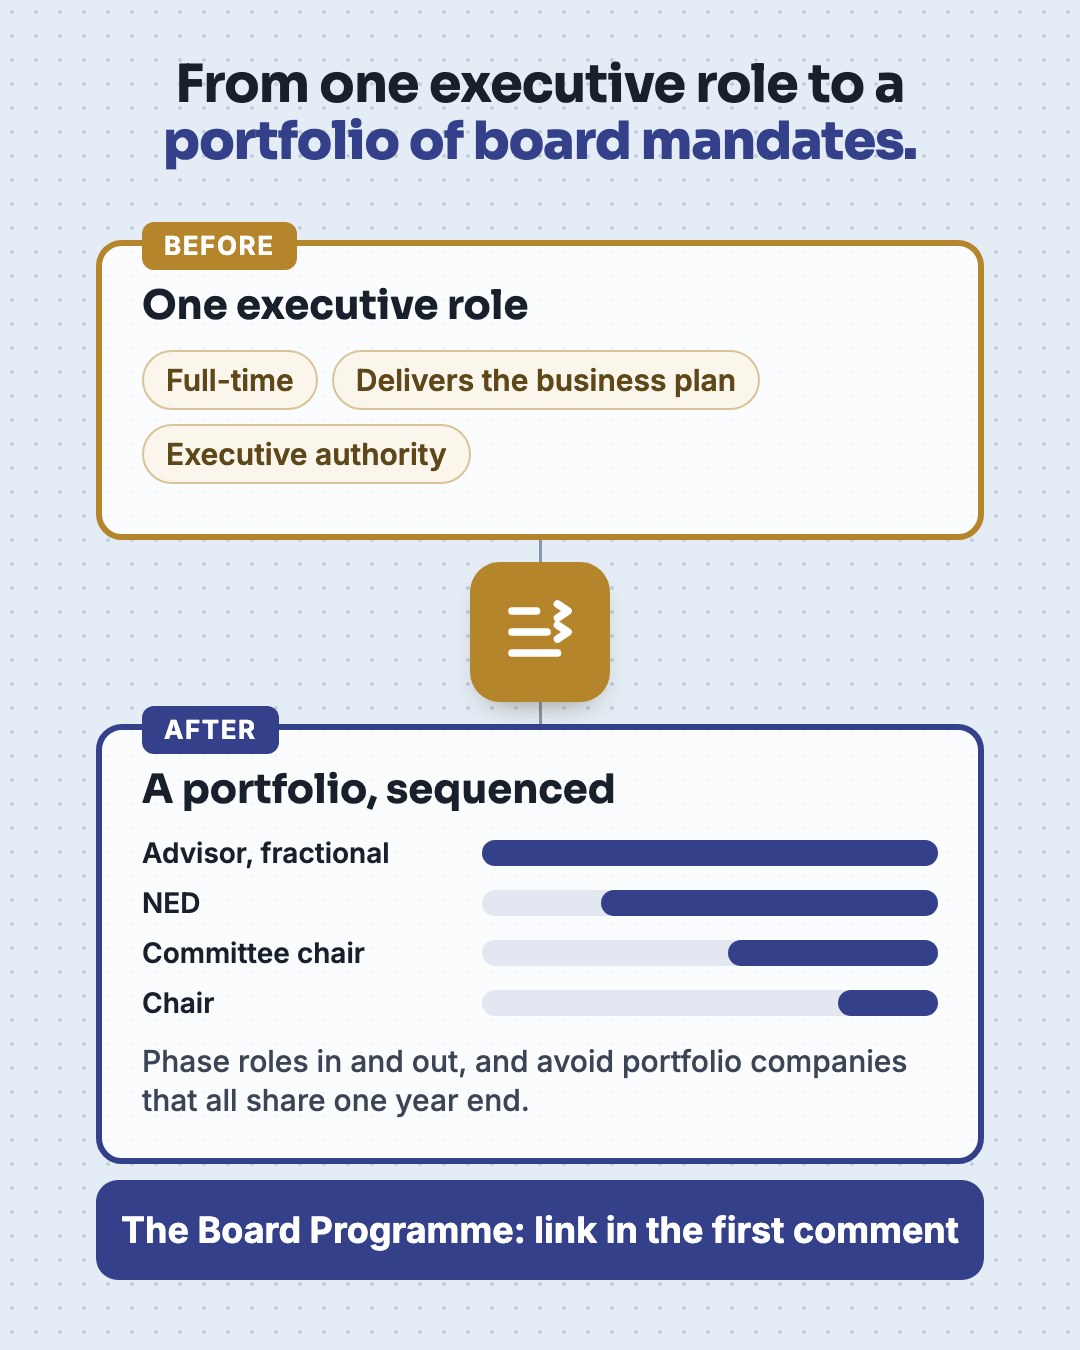 From one executive role to a
portfolio of board mandates.
BEFORE
One executive role
Full-time
Delivers the business plan
Executive authority
AFTER
A portfolio, sequenced
Advisor, fractional
NED
Committee chair
Chair
Phase roles in and out, and avoid portfolio companies
that all share one year end.
The Board Programme: link in the first comment